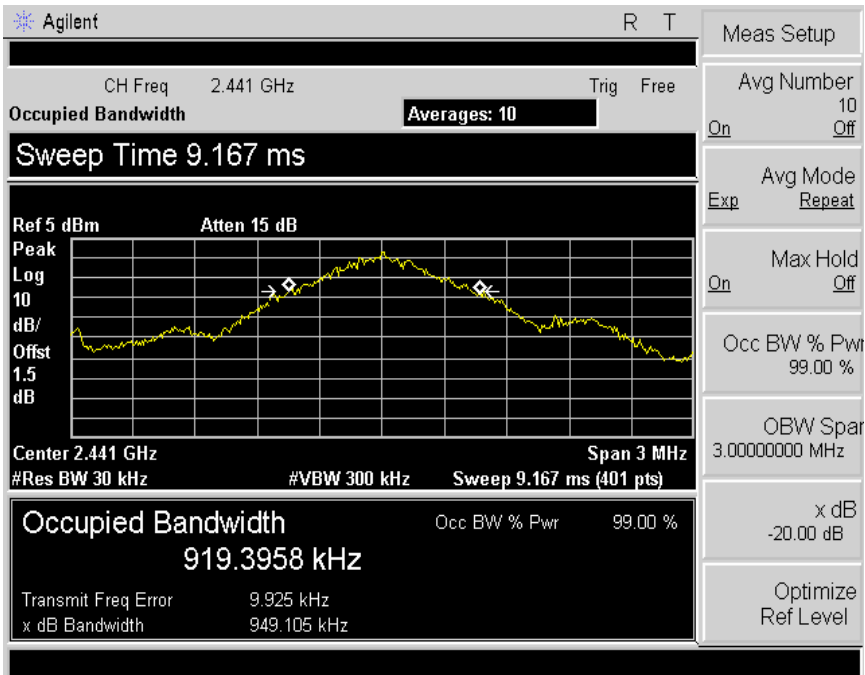 Agilent R T
CH Freq 2.441 GHz Trig Free
Occupied Bandwidth Averages: 10
Sweep Time 9.167 ms
Ref 5 dBm Atten 15 dB
Peak
Log
10
dB/
Offst
1.5
dB
Center 2.441 GHz Span 3 MHz
#Res BW 30 kHz #VBW 300 kHz Sweep 9.167 ms (401 pts)
Occupied Bandwidth Occ BW % Pwr 99.00 %
919.3958 kHz
Transmit Freq Error 9.925 kHz
x dB Bandwidth 949.105 kHz
Meas Setup
Avg Number
10
On Off
Avg Mode
Exp Repeat
Max Hold
On Off
Occ BW % Pwr
99.00 %
OBW Span
3.00000000 MHz
x dB
-20.00 dB
Optimize
Ref Level